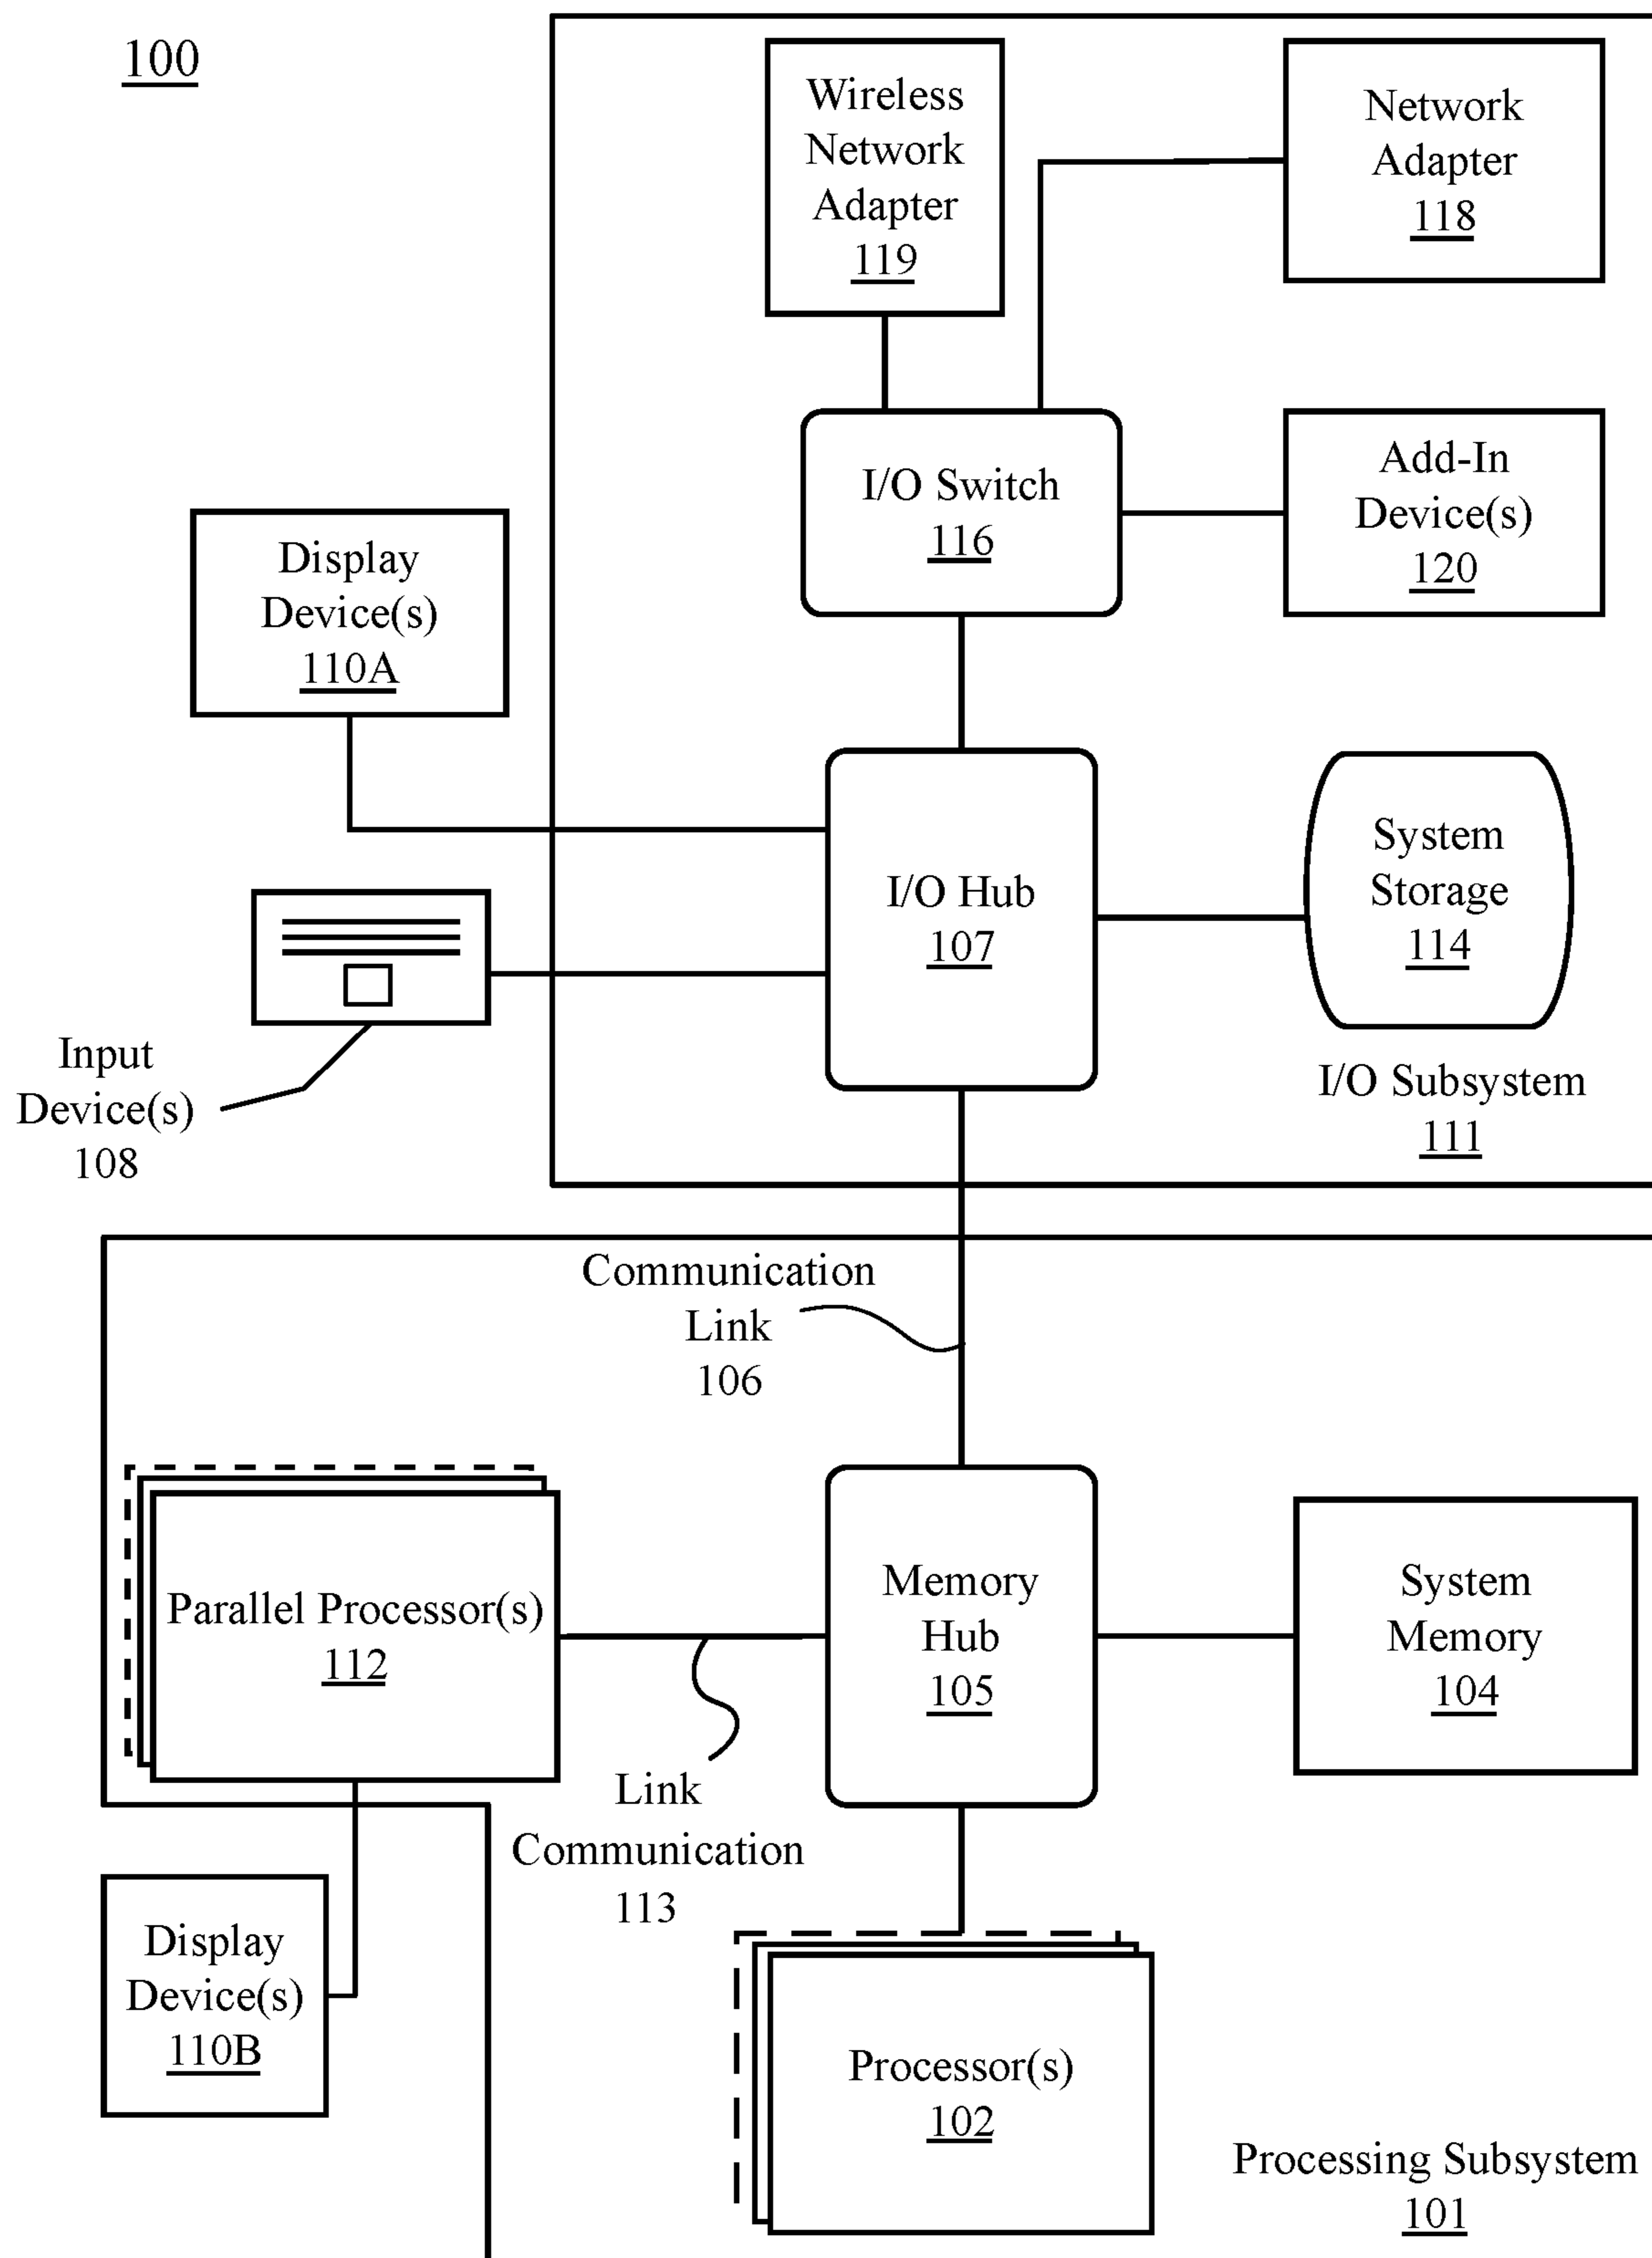 100
Wireless
Network
Adapter
119
Network
Adapter
118
I/O Switch
116
Add-In
Device(s)
120
Display
Device(s)
110A
I/O Hub
107
System
Storage
114
Input
Device(s)
108
I/O Subsystem
111
Communication
Link
106
Parallel Processor(s)
112
Memory
Hub
105
System
Memory
104
Link
Communication
113
Display
Device(s)
110B
Processor(s)
102
Processing Subsystem
101